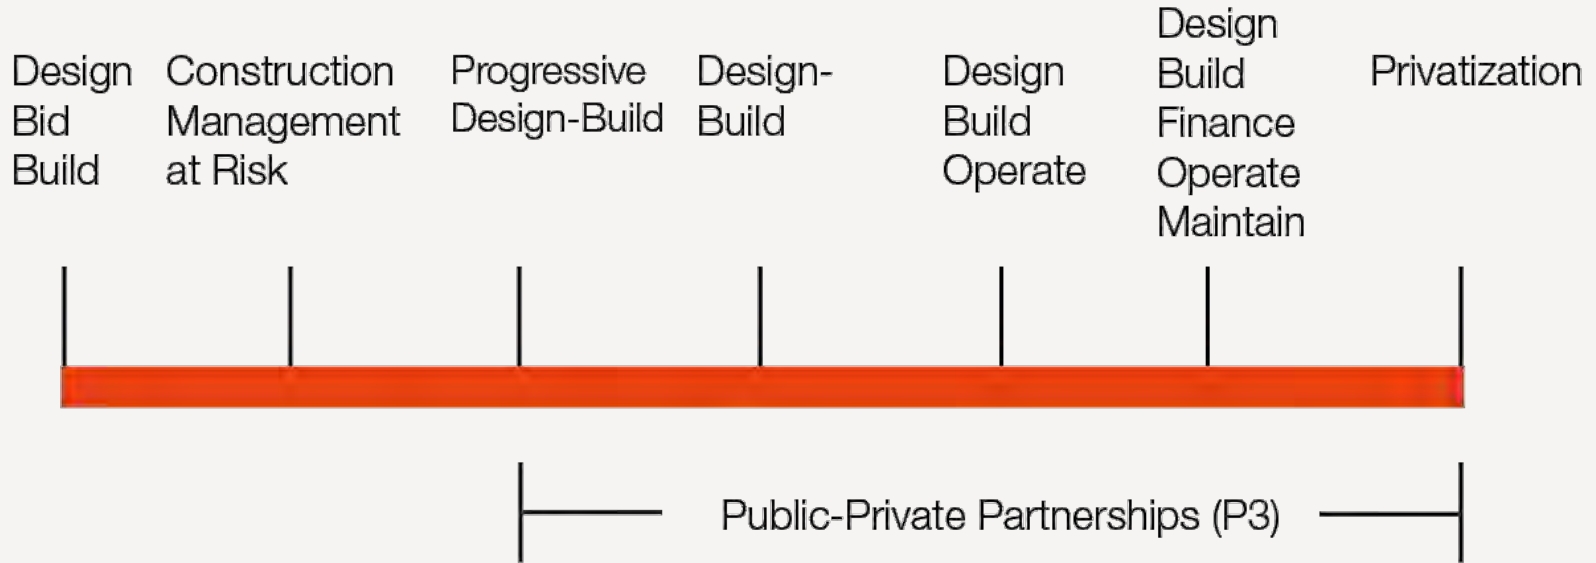 Design
Bid
Build
Construction
Management
at Risk
Progressive
Design-Build
Design-
Build
Design
Build
Operate
Design
Build
Finance
Operate
Maintain
Privatization
Public-Private Partnerships (P3)